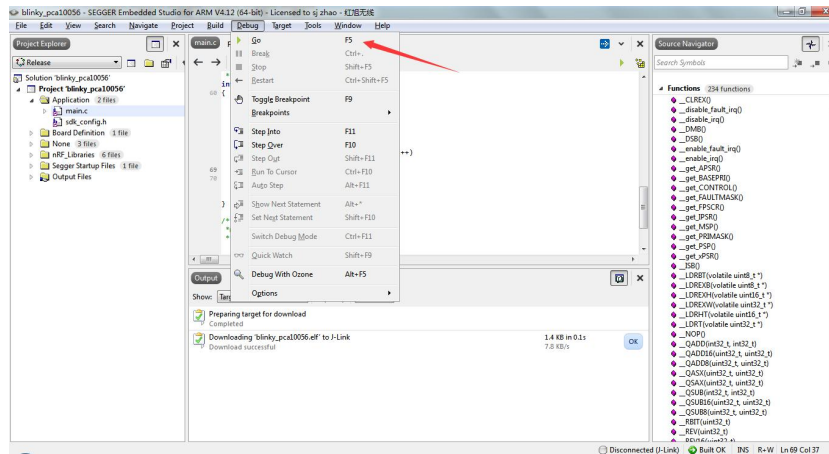 blinky_pca10056 - SEGGER Embedded Studio for ARM V4.12 (64-bit) - Licensed to sj zhao - 红旭无线
File Edit View Search Navigate Project Build Debug Target Tools Window Help
Project Explorer
Release
Solution 'blinky_pca10056'
Project 'blinky_pca10056'
Application 2 files
main.c
sdk_config.h
Board Definition 1 file
None 3 files
nRF_Libraries 6 files
Segger Startup Files 1 file
Output Files
main.c
int
68 {
++)
69
70
}
/*
Go F5
Break Ctrl+.
Stop Shift+F5
Restart Ctrl+Shift+F5
Toggle Breakpoint F9
Breakpoints
Step Into F11
Step Over F10
Step Out Shift+F11
Run To Cursor Ctrl+F10
Auto Step Alt+F11
Show Next Statement Alt+*
Set Next Statement Shift+F10
Switch Debug Mode Ctrl+F11
Quick Watch Shift+F9
Debug With Ozone Alt+F5
Options
Output
Show:
Preparing target for download
Completed
Downloading 'blinky_pca10056.elf' to J-Link
Download successful
1.4 KB in 0.1s
7.8 KB/s
OK
Source Navigator
Search Symbols
Functions 234 functions
__CLREX()
__disable_fault_irq()
__disable_irq()
__DMB()
__DSB()
__enable_fault_irq()
__enable_irq()
__get_APSR()
__get_BASEPRI()
__get_CONTROL()
__get_FAULTMASK()
__get_FPSCR()
__get_IPSR()
__get_MSP()
__get_PRIMASK()
__get_PSP()
__get_xPSR()
__ISB()
__LDRBT(volatile uint8_t *)
__LDREXB(volatile uint8_t *)
__LDREXH(volatile uint16_t *)
__LDREXW(volatile uint32_t *)
__LDRHT(volatile uint16_t *)
__LDRT(volatile uint32_t *)
__NOP()
__QADD(int32_t, int32_t)
__QADD16(uint32_t, uint32_t)
__QADD8(uint32_t, uint32_t)
__QASX(uint32_t, uint32_t)
__QSAX(uint32_t, uint32_t)
__QSUB(int32_t, int32_t)
__QSUB16(uint32_t, uint32_t)
__QSUB8(uint32_t, uint32_t)
__RBIT(uint32_t)
__REV(uint32_t)
__REV16(uint32_t)
Disconnected (J-Link) Built OK INS R+W Ln 69 Col 37